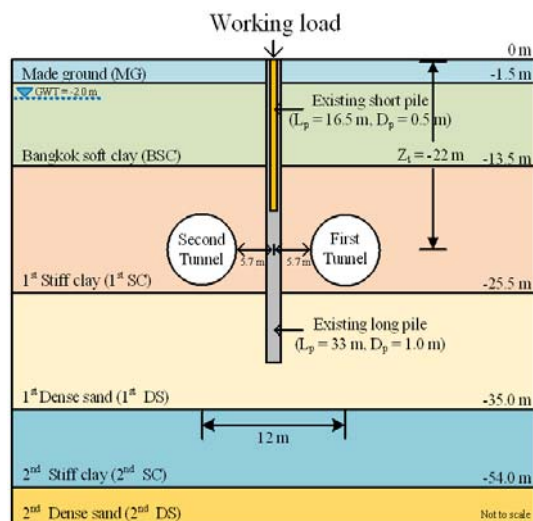 Working load
0 m
Made ground (MG)
-1.5 m
GWT = -2.0 m
Existing short pile
(Lp = 16.5 m, Dp = 0.5 m)
Bangkok soft clay (BSC)
Zt = -22 m
-13.5 m
Second
Tunnel
5.7 m
5.7 m
First
Tunnel
1st Stiff clay (1st SC)
-25.5 m
Existing long pile
(Lp = 33 m, Dp = 1.0 m)
1st Dense sand (1st DS)
-35.0 m
12 m
2nd Stiff clay (2nd SC)
-54.0 m
2nd Dense sand (2nd DS)
Not to scale